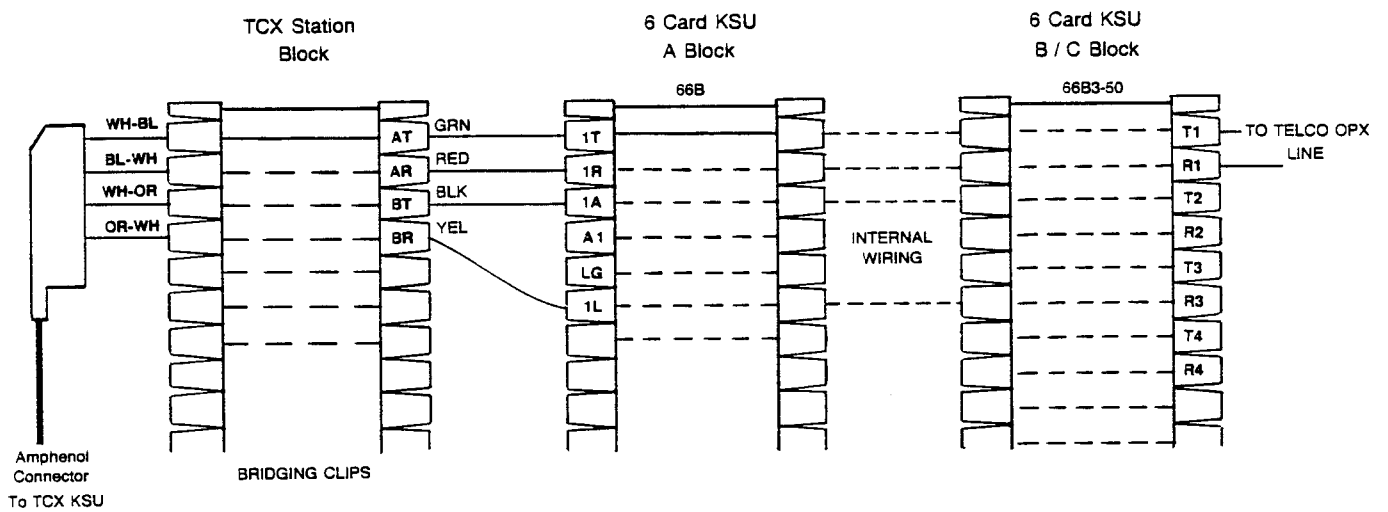 TCX Station
Block
6 Card KSU
A Block
6 Card KSU
B / C Block
66B
66B3-50
WH-BL
BL-WH
WH-OR
OR-WH
AT
AR
BT
BR
GRN
RED
BLK
YEL
1T
1R
1A
A1
LG
1L
INTERNAL
WIRING
T1
R1
T2
R2
T3
R3
T4
R4
TO TELCO OPX
LINE
Amphenol
Connector
To TCX KSU
BRIDGING CLIPS